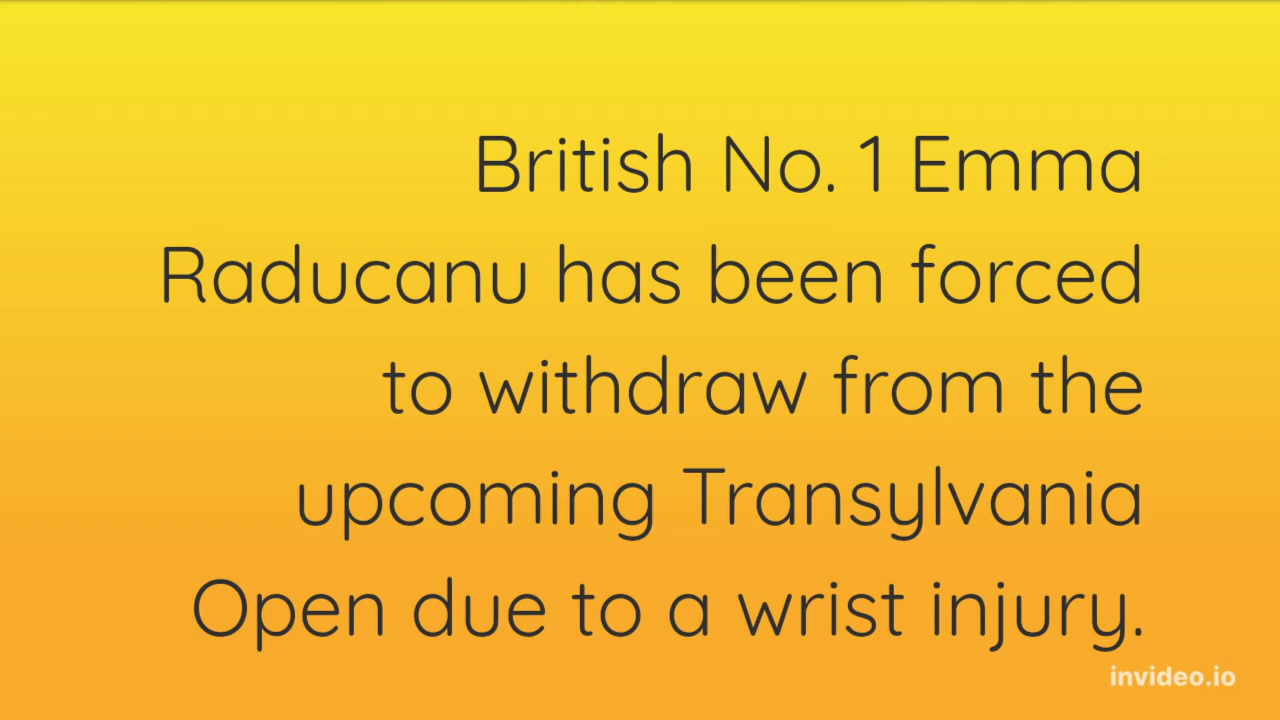 British No. 1 Emma
Raducanu has been forced
to withdraw from the
upcoming Transylvania
Open due to a wrist injury.
invideo.io